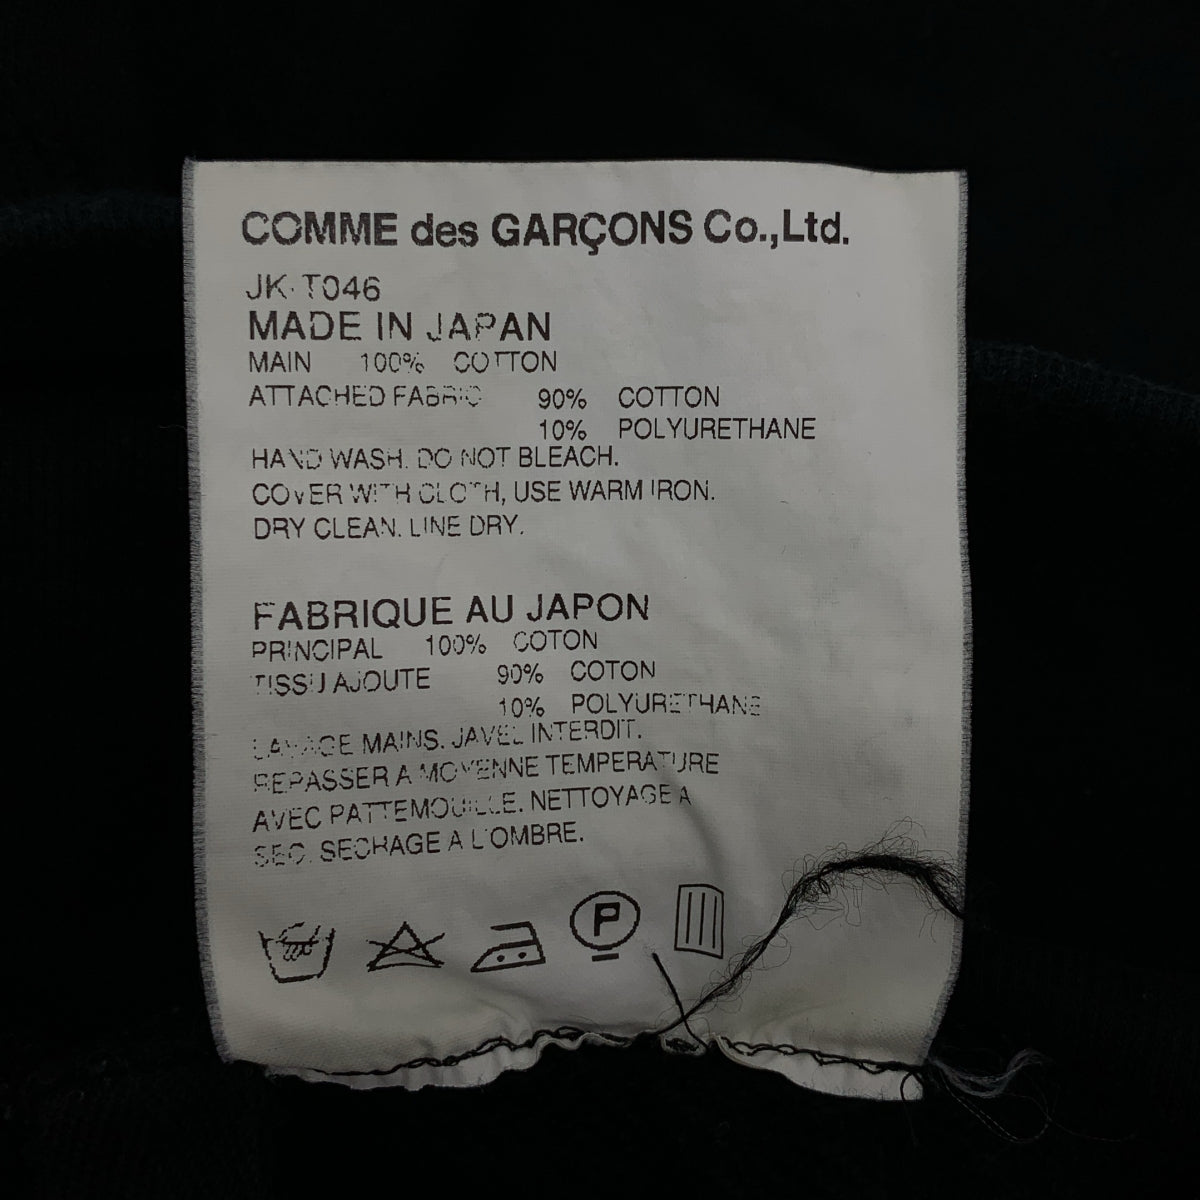 COMME des GARÇONS Co.,Ltd.
JK-T046
MADE IN JAPAN
MAIN 100% COTTON
ATTACHED FABRIC 90% COTTON
10% POLYURETHANE
HAND WASH. DO NOT BLEACH.
COVER WITH CLOTH, USE WARM IRON.
DRY CLEAN. LINE DRY.
FABRIQUE AU JAPON
PRINCIPAL 100% COTON
TISSU AJOUTE 90% COTON
10% POLYURETHANE
LAVAGE MAINS. JAVEL INTERDIT.
REPASSER A MOYENNE TEMPERATURE
AVEC PATTEMOUILLE. NETTOYAGE A
SEC. SECHAGE A L'OMBRE.
P